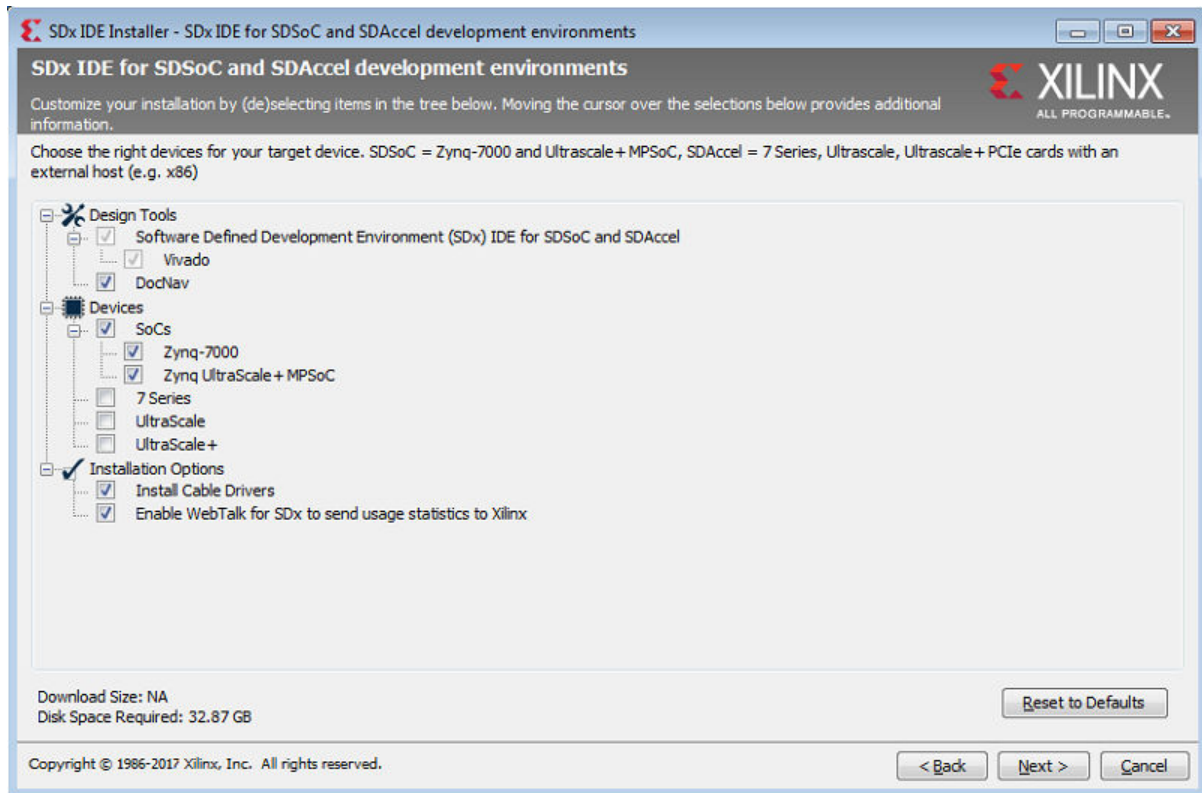 SDx IDE Installer - SDx IDE for SDSoC and SDAccel development environments
SDx IDE for SDSoC and SDAccel development environments
Customize your installation by (de)selecting items in the tree below. Moving the cursor over the selections below provides additional
information.
XILINX
ALL PROGRAMMABLE.
Choose the right devices for your target device. SDSoC = Zynq-7000 and Ultrascale+ MPSoC, SDAccel = 7 Series, Ultrascale, Ultrascale+ PCIe cards with an
external host (e.g. x86)
Design Tools
Software Defined Development Environment (SDx) IDE for SDSoC and SDAccel
Vivado
DocNav
Devices
SoCs
Zynq-7000
Zynq UltraScale+ MPSoC
7 Series
UltraScale
UltraScale+
Installation Options
Install Cable Drivers
Enable WebTalk for SDx to send usage statistics to Xilinx
Download Size: NA
Disk Space Required: 32.87 GB
Reset to Defaults
Copyright © 1986-2017 Xilinx, Inc. All rights reserved.
< Back Next > Cancel